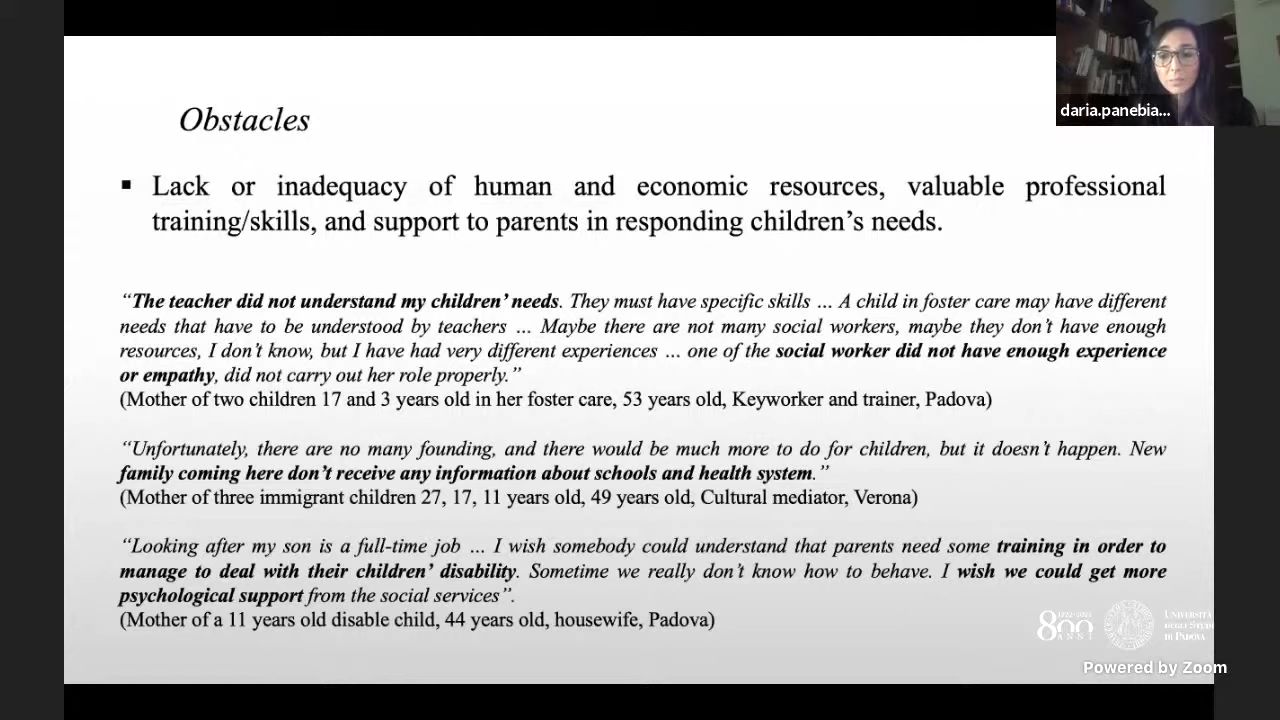 daria.panebia...
Obstacles
▪ Lack or inadequacy of human and economic resources, valuable professional
training/skills, and support to parents in responding children’s needs.
“The teacher did not understand my children’ needs. They must have specific skills ... A child in foster care may have different
needs that have to be understood by teachers ... Maybe there are not many social workers, maybe they don’t have enough
resources, I don’t know, but I have had very different experiences ... one of the social worker did not have enough experience
or empathy, did not carry out her role properly.”
(Mother of two children 17 and 3 years old in her foster care, 53 years old, Keyworker and trainer, Padova)
“Unfortunately, there are no many founding, and there would be much more to do for children, but it doesn’t happen. New
family coming here don’t receive any information about schools and health system.”
(Mother of three immigrant children 27, 17, 11 years old, 49 years old, Cultural mediator, Verona)
“Looking after my son is a full-time job ... I wish somebody could understand that parents need some training in order to
manage to deal with their children’ disability. Sometime we really don’t know how to behave. I wish we could get more
psychological support from the social services”.
(Mother of a 11 years old disable child, 44 years old, housewife, Padova)
800
ANNI
UNIVERSITÀ
DEGLI STUDI
DI PADOVA
Powered by Zoom